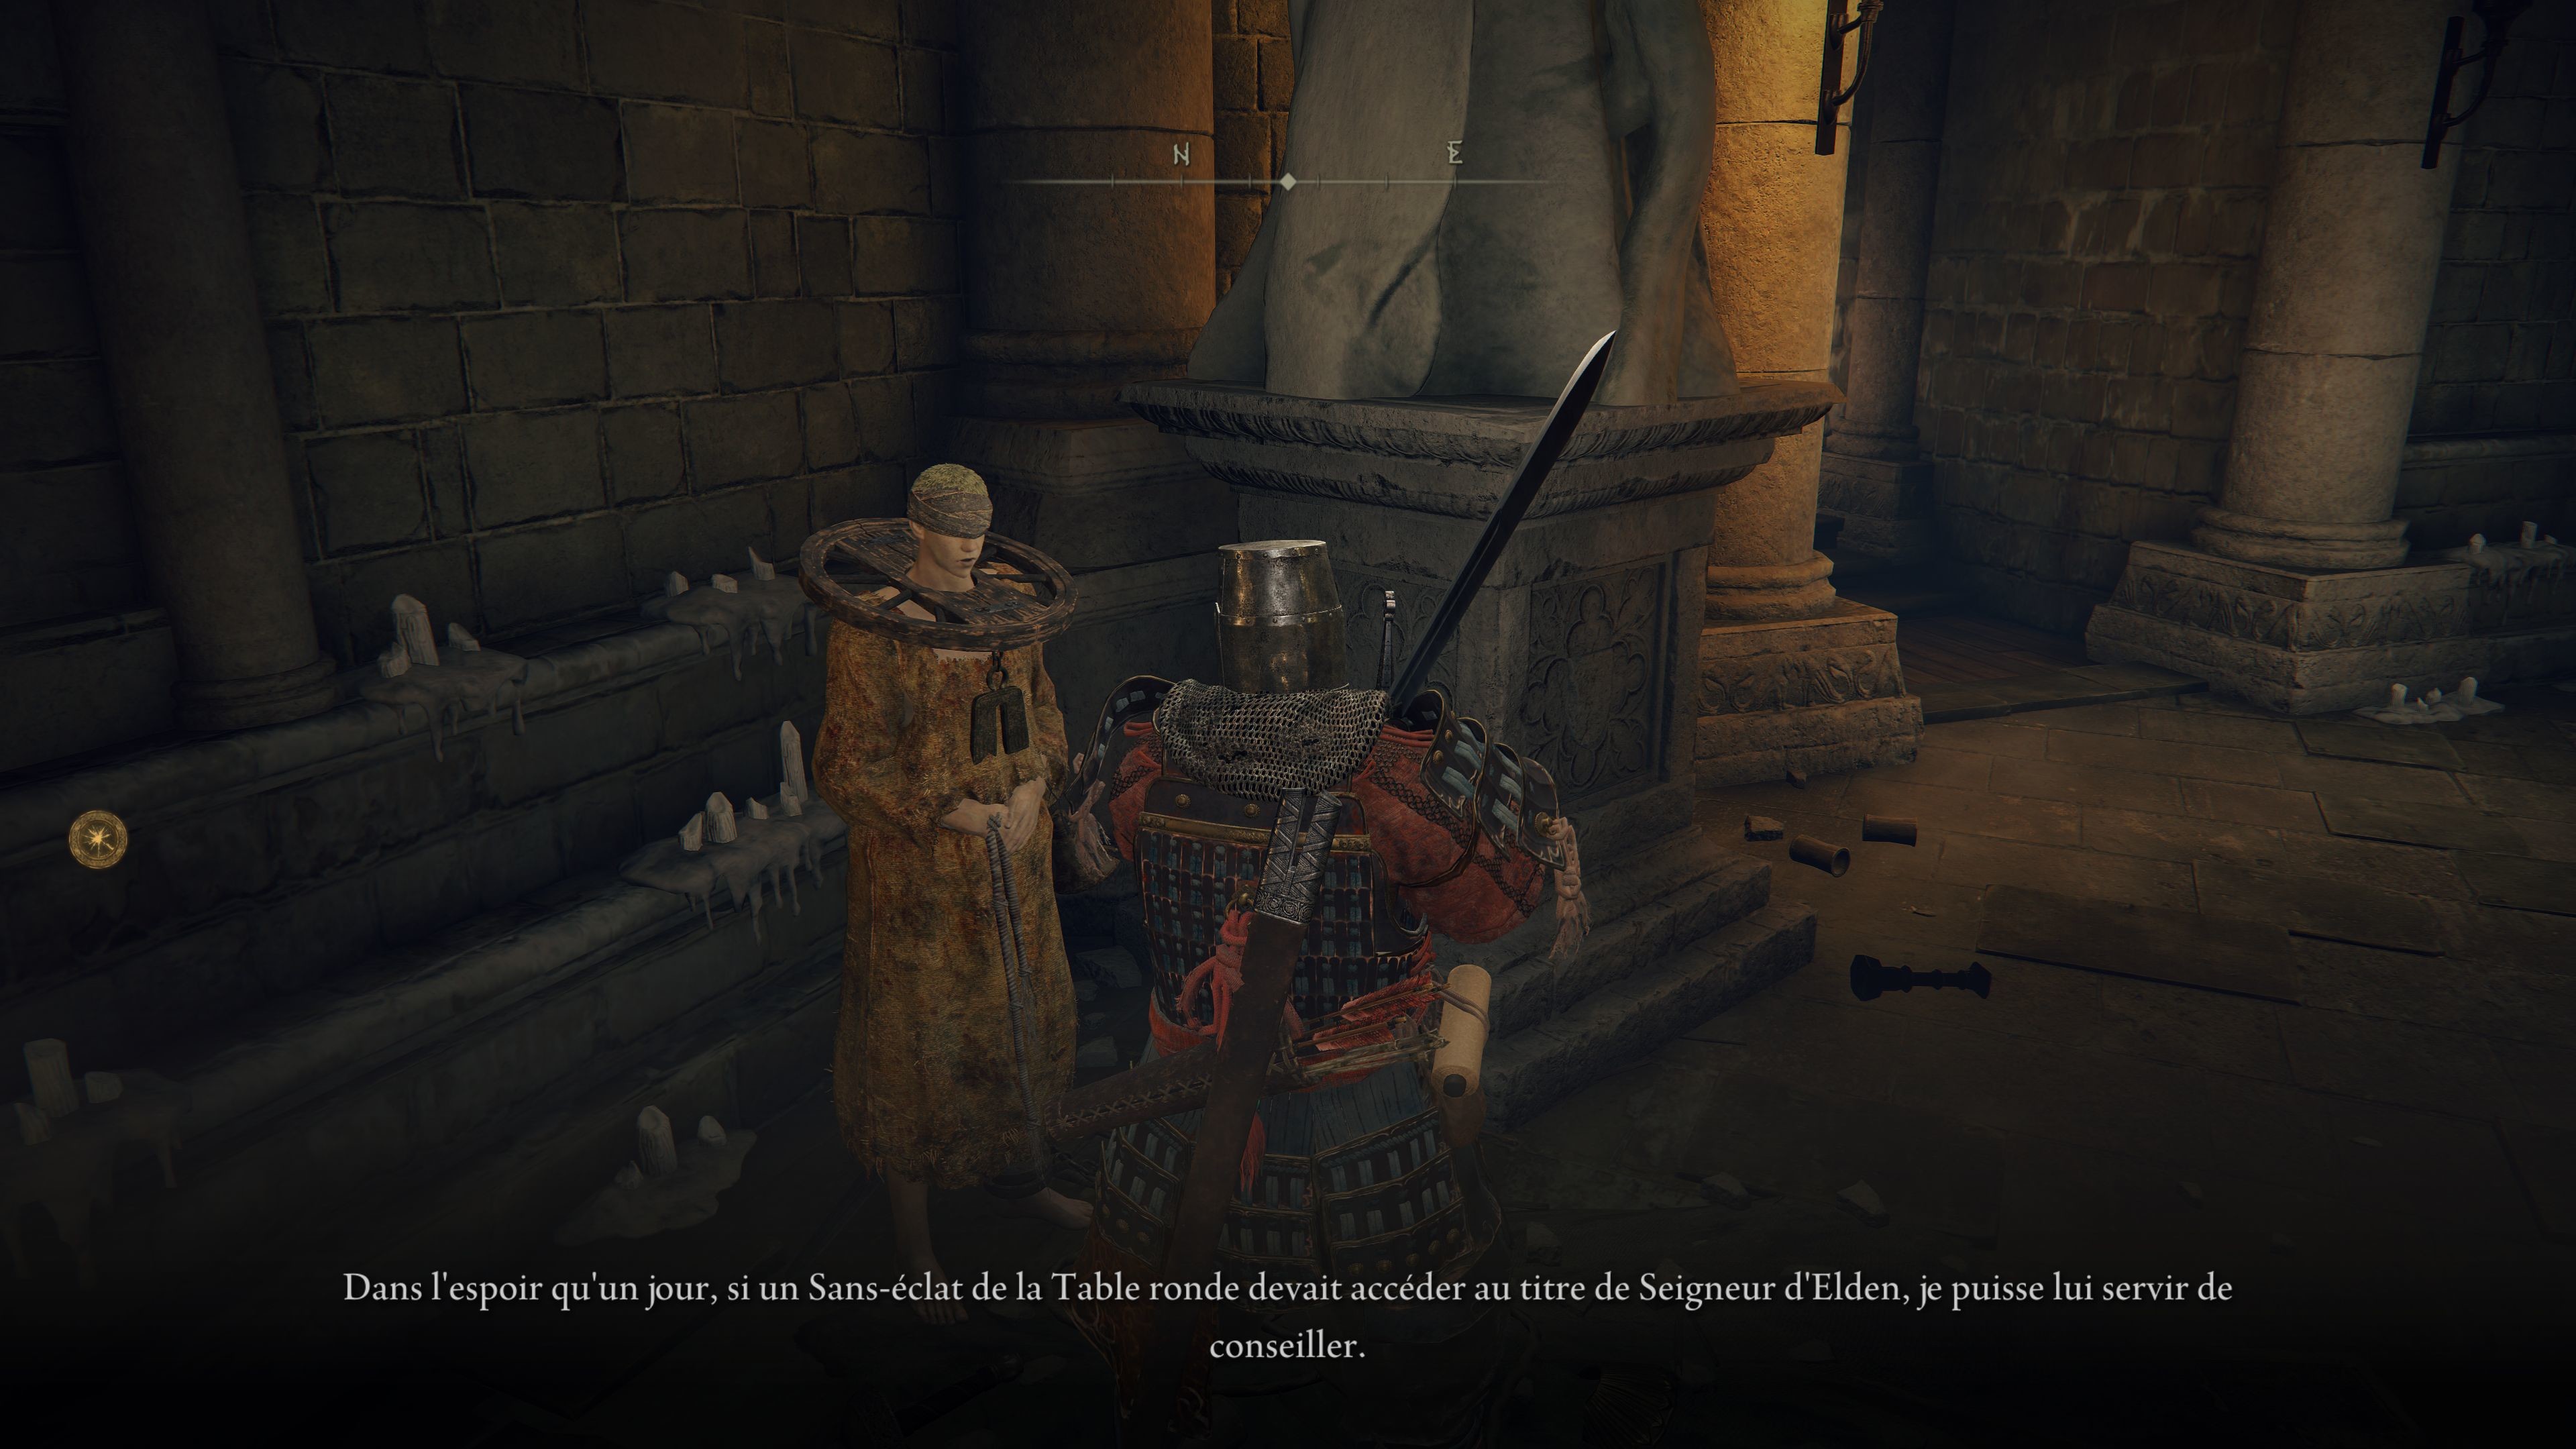 N E
Dans l'espoir qu'un jour, si un Sans-éclat de la Table ronde devait accéder au titre de Seigneur d'Elden, je puisse lui servir de
conseiller.